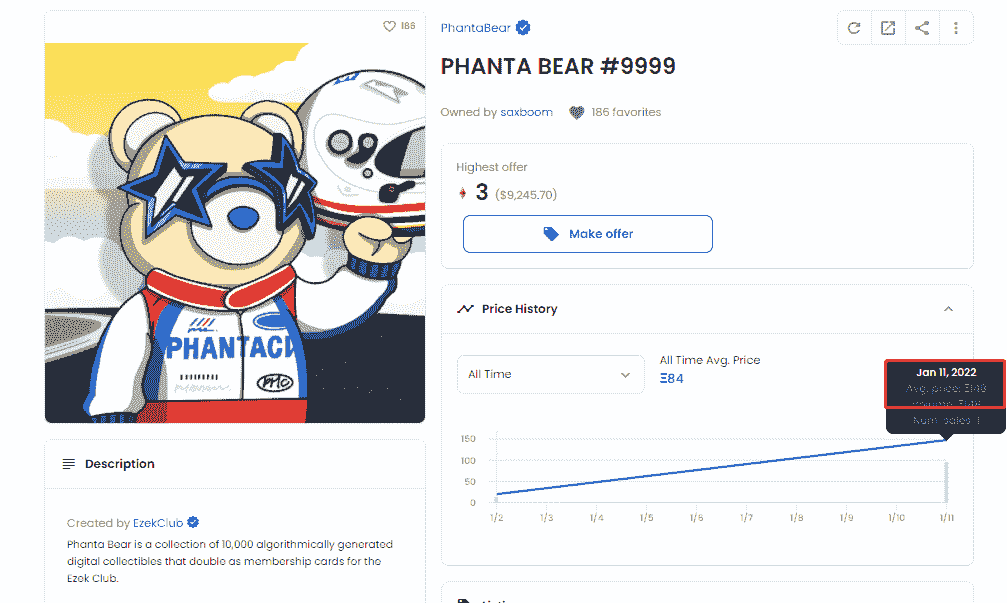 186
PHANTACI
PMC
Description
Created by EzekClub
Phanta Bear is a collection of 10,000 algorithmically generated
digital collectibles that double as membership cards for the
Ezek Club.
PhantaBear
PHANTA BEAR #9999
Owned by saxboom 186 favorites
Highest offer
3 ($9,245.70)
Make offer
Price History
All Time
All Time Avg. Price
Ξ84
Jan 11, 2022
Avg. price: Ξ148
Volume: Ξ148
Num. sales: 1
150
100
50
0
1/2 1/3 1/4 1/5 1/6 1/7 1/8 1/9 1/10 1/11